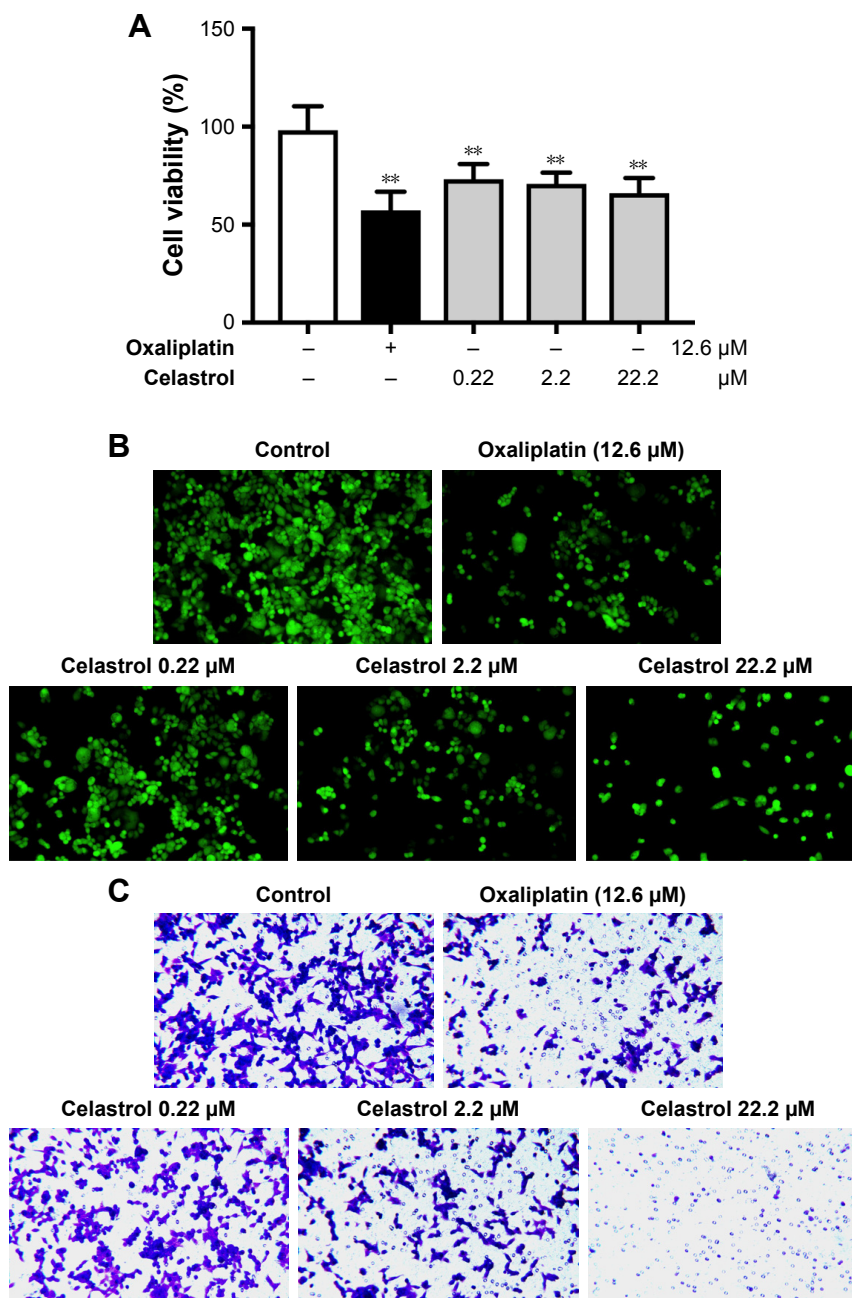 A
150
100
50
0
Cell viability (%)
**
**
**
**
Oxaliplatin – + – – – 12.6 µM
Celastrol – – 0.22 2.2 22.2 µM
B
Control
Oxaliplatin (12.6 µM)
Celastrol 0.22 µM
Celastrol 2.2 µM
Celastrol 22.2 µM
C
Control
Oxaliplatin (12.6 µM)
Celastrol 0.22 µM
Celastrol 2.2 µM
Celastrol 22.2 µM